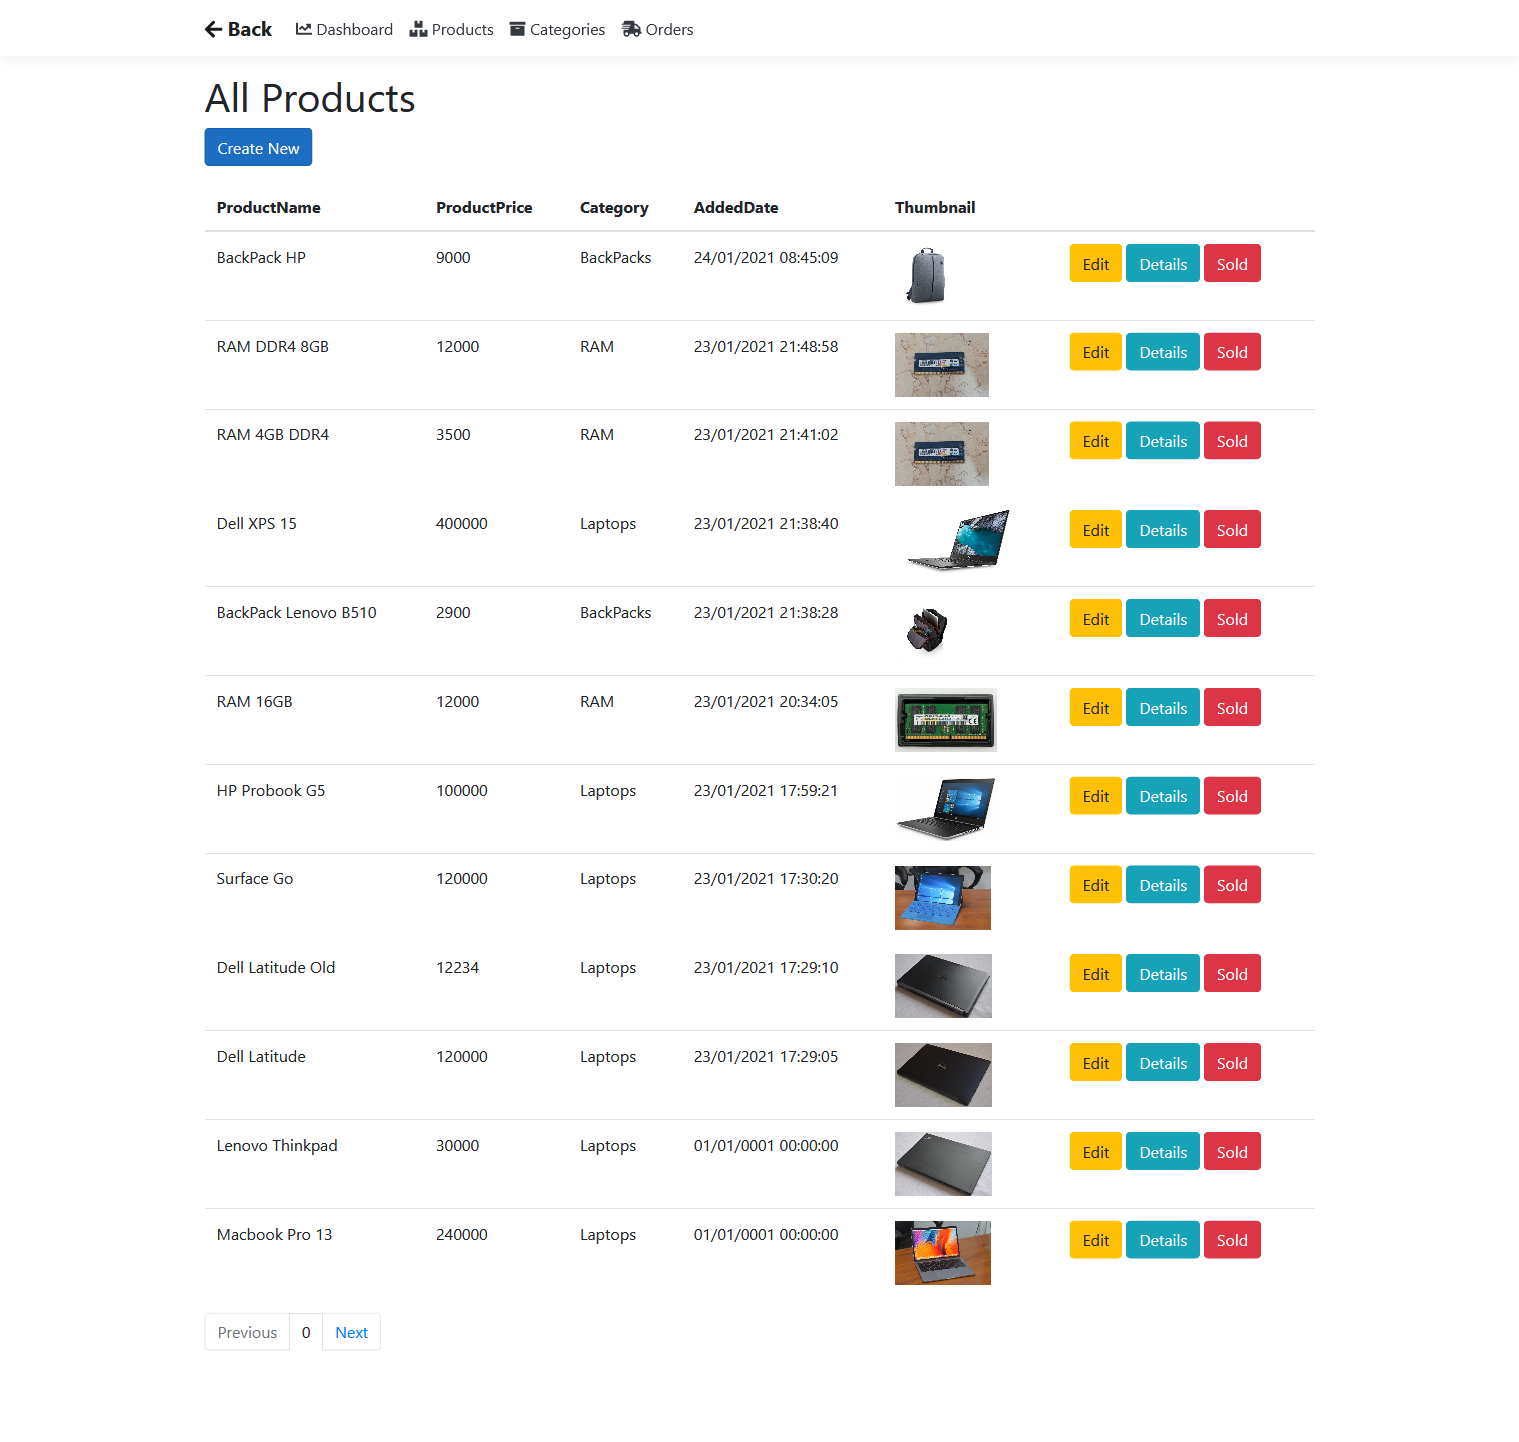 Back Dashboard Products Categories Orders
All Products
Create New
ProductName ProductPrice Category AddedDate Thumbnail
BackPack HP 9000 BackPacks 24/01/2021 08:45:09 Edit Details Sold
RAM DDR4 8GB 12000 RAM 23/01/2021 21:48:58 Edit Details Sold
RAM 4GB DDR4 3500 RAM 23/01/2021 21:41:02 Edit Details Sold
Dell XPS 15 400000 Laptops 23/01/2021 21:38:40 Edit Details Sold
BackPack Lenovo B510 2900 BackPacks 23/01/2021 21:38:28 Edit Details Sold
RAM 16GB 12000 RAM 23/01/2021 20:34:05 Edit Details Sold
HP Probook G5 100000 Laptops 23/01/2021 17:59:21 Edit Details Sold
Surface Go 120000 Laptops 23/01/2021 17:30:20 Edit Details Sold
Dell Latitude Old 12234 Laptops 23/01/2021 17:29:10 Edit Details Sold
Dell Latitude 120000 Laptops 23/01/2021 17:29:05 Edit Details Sold
Lenovo Thinkpad 30000 Laptops 01/01/0001 00:00:00 Edit Details Sold
Macbook Pro 13 240000 Laptops 01/01/0001 00:00:00 Edit Details Sold
Previous 0 Next